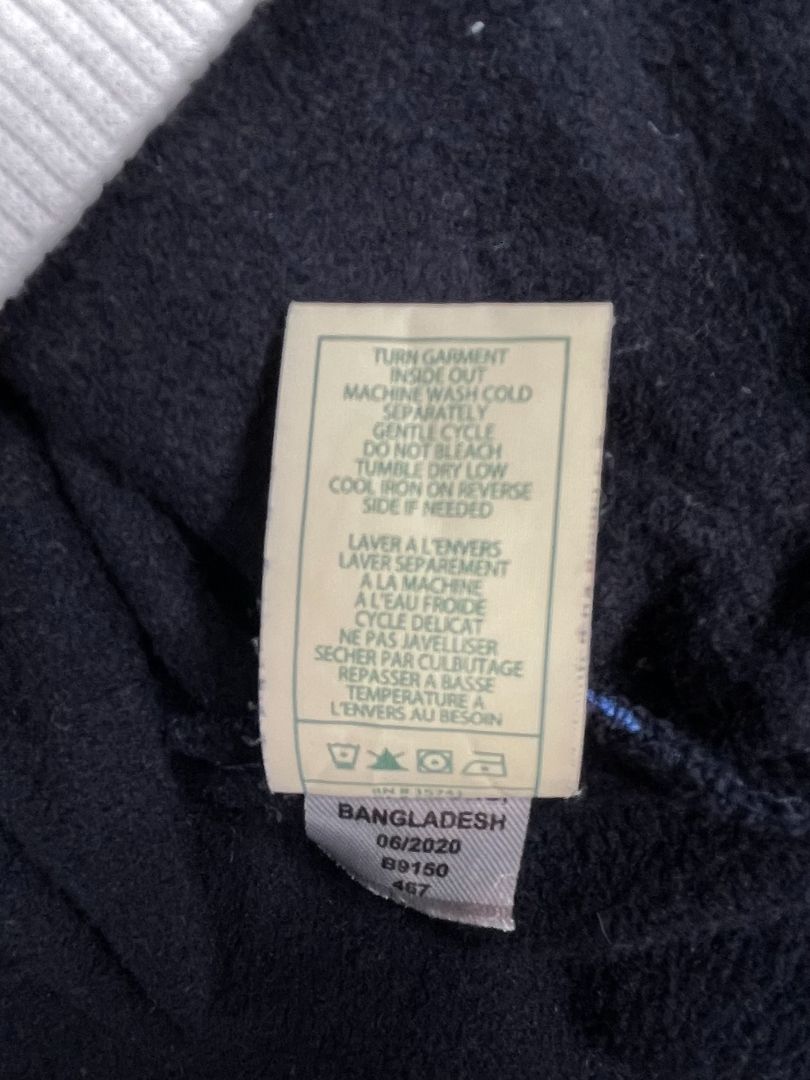 TURN GARMENT
INSIDE OUT
MACHINE WASH COLD
SEPARATELY
GENTLE CYCLE
DO NOT BLEACH
TUMBLE DRY LOW
COOL IRON ON REVERSE
SIDE IF NEEDED
LAVER A L'ENVERS
LAVER SEPAREMENT
A LA MACHINE
A L'EAU FROIDE
CYCLE DELICAT
NE PAS JAVELLISER
SECHER PAR CULBUTAGE
REPASSER A BASSE
TEMPERATURE A
L'ENVERS AU BESOIN
BANGLADESH
06/2020
B9150
467